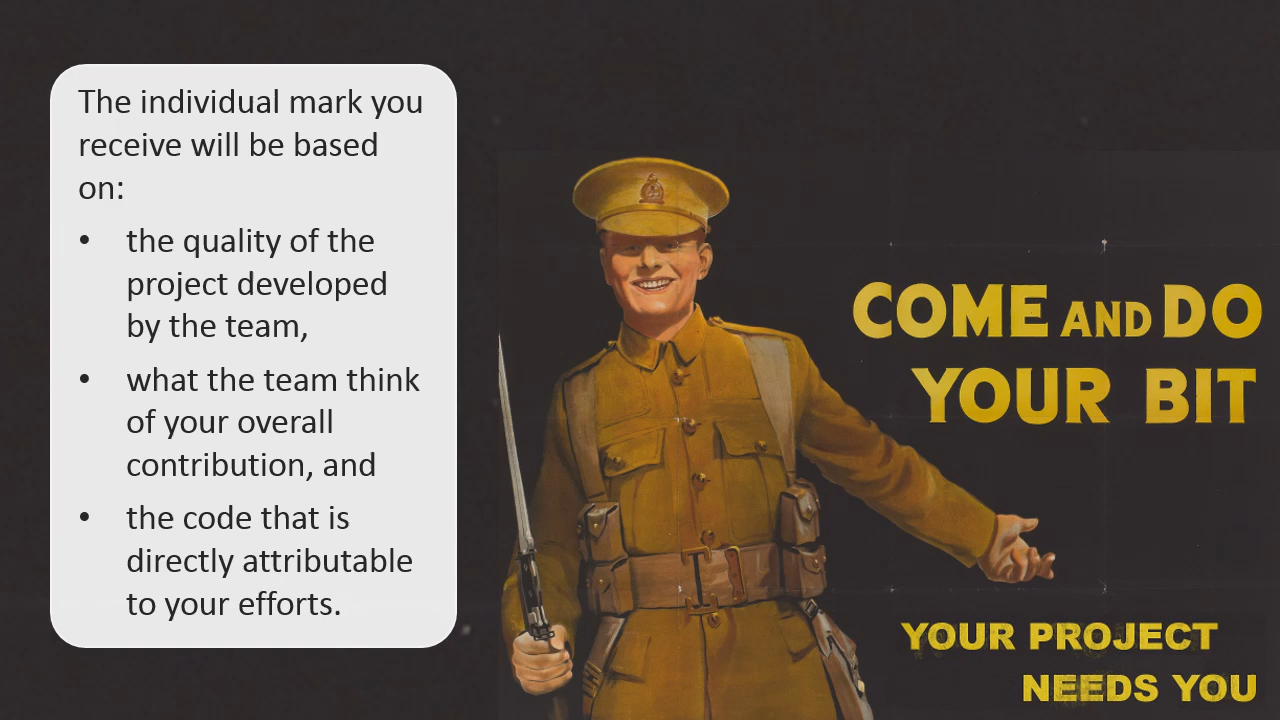 The individual mark you
receive will be based
on:
• the quality of the
project developed
by the team,
• what the team think
of your overall
contribution, and
• the code that is
directly attributable
to your efforts.
COME AND DO
YOUR BIT
YOUR PROJECT
NEEDS YOU